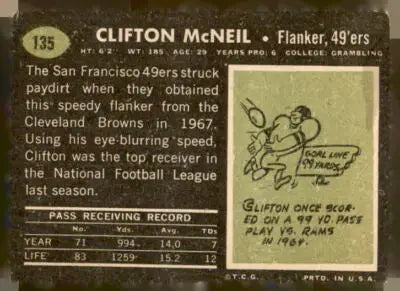 135
CLIFTON McNEIL • Flanker, 49'ers
HT: 6'2" WT: 185 AGE: 29 YEARS PRO: 6 COLLEGE: GRAMBLING
The San Francisco 49ers struck
paydirt when they obtained
this speedy flanker from the
Cleveland Browns in 1967.
Using his eye-blurring speed,
Clifton was the top receiver in
the National Football League
last season.
PASS RECEIVING RECORD
No. Yds. Avg. TDs
YEAR 71 994 14.0 7
LIFE 83 1259 15.2 12
GOAL LINE
99 YARDS
CLIFTON ONCE SCOR-
ED ON A 99 YD. PASS
PLAY VS. RAMS
IN 1964.
©T.C.G. PRTD. IN U.S.A.